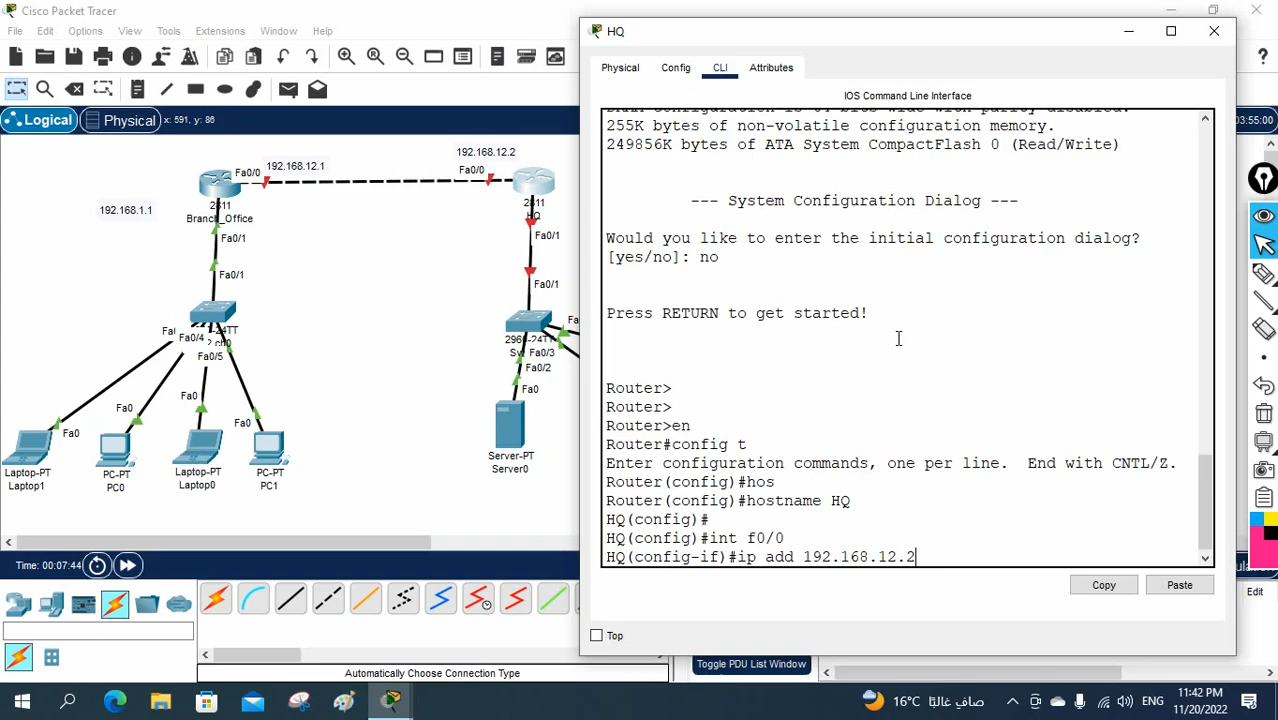 Cisco Packet Tracer
File Edit Options View Tools Extensions Window Help
Logical Physical x: 591, y: 86
03:55:00
192.168.12.1
192.168.12.2
Fa0/0
Fa0/0
192.168.1.1
2811
Branch_Office
2811
HQ
Fa0/1
Fa0/1
Fa0/1
Fa0/1
Fa0/4
Fa0/5
2960-24TT
Fa0/3
Fa0/2
Fa0
Fa0
Fa0
Fa0
Fa0
Laptop-PT
Laptop1
PC-PT
PC0
Laptop-PT
Laptop0
PC-PT
PC1
Server-PT
Server0
Time: 00:07:44
Automatically Choose Connection Type
HQ
Physical Config CLI Attributes
IOS Command Line Interface
255K bytes of non-volatile configuration memory.
249856K bytes of ATA System CompactFlash 0 (Read/Write)
--- System Configuration Dialog ---
Would you like to enter the initial configuration dialog?
[yes/no]: no
Press RETURN to get started!
Router>
Router>
Router>en
Router#config t
Enter configuration commands, one per line. End with CNTL/Z.
Router(config)#hos
Router(config)#hostname HQ
HQ(config)#
HQ(config)#int f0/0
HQ(config-if)#ip add 192.168.12.2
Copy Paste
Top
Edit
Toggle PDU List Window
16°C صافٍ غالبًا
ENG
11:42 PM
11/20/2022